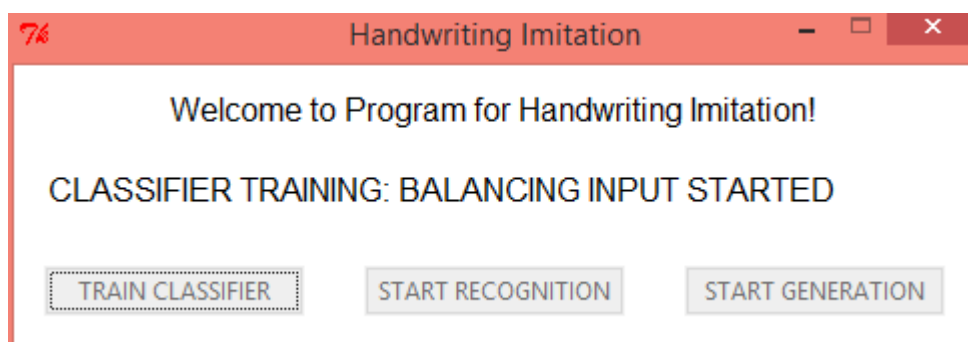 Handwriting Imitation
Welcome to Program for Handwriting Imitation!
CLASSIFIER TRAINING: BALANCING INPUT STARTED
TRAIN CLASSIFIER START RECOGNITION START GENERATION